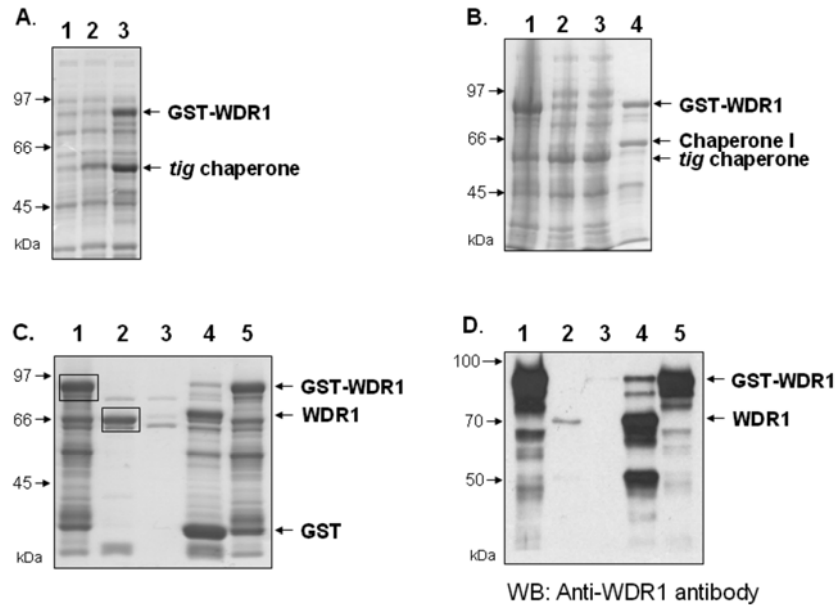 A.
1 2 3
97
66
45
kDa
GST-WDR1
tig chaperone
B.
1 2 3 4
97
66
45
kDa
GST-WDR1
Chaperone I
tig chaperone
C.
1 2 3 4 5
97
66
45
kDa
GST-WDR1
WDR1
GST
D.
1 2 3 4 5
100
70
50
kDa
GST-WDR1
WDR1
WB: Anti-WDR1 antibody